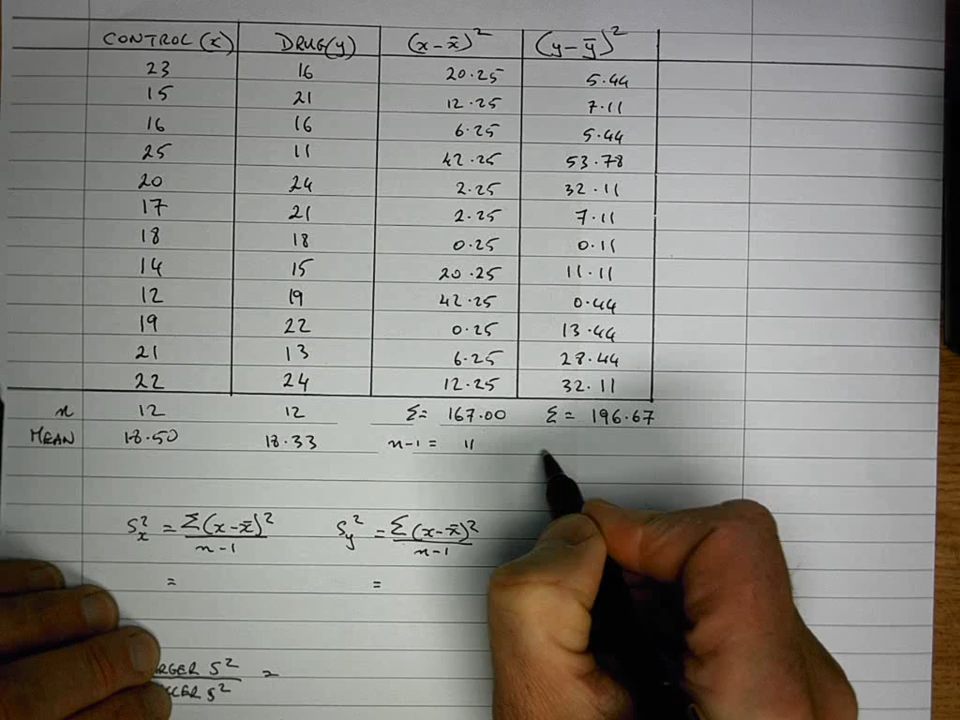 CONTROL (x) DRUG (y) (x-x̄)² (y-ȳ)²
23 16 20.25 5.44
15 21 12.25 7.11
16 16 6.25 5.44
25 11 42.25 53.78
20 24 2.25 32.11
17 21 2.25 7.11
18 18 0.25 0.11
14 15 20.25 11.11
12 19 42.25 0.44
19 22 0.25 13.44
21 13 6.25 28.44
22 24 12.25 32.11
n 12 12 Σ= 167.00 Σ= 196.67
MEAN 18.50 18.33 n-1 = 11
Sx² = Σ(x-x̄)²/n-1 Sy² = Σ(x-x̄)²/n-1
= =
S² / S² =